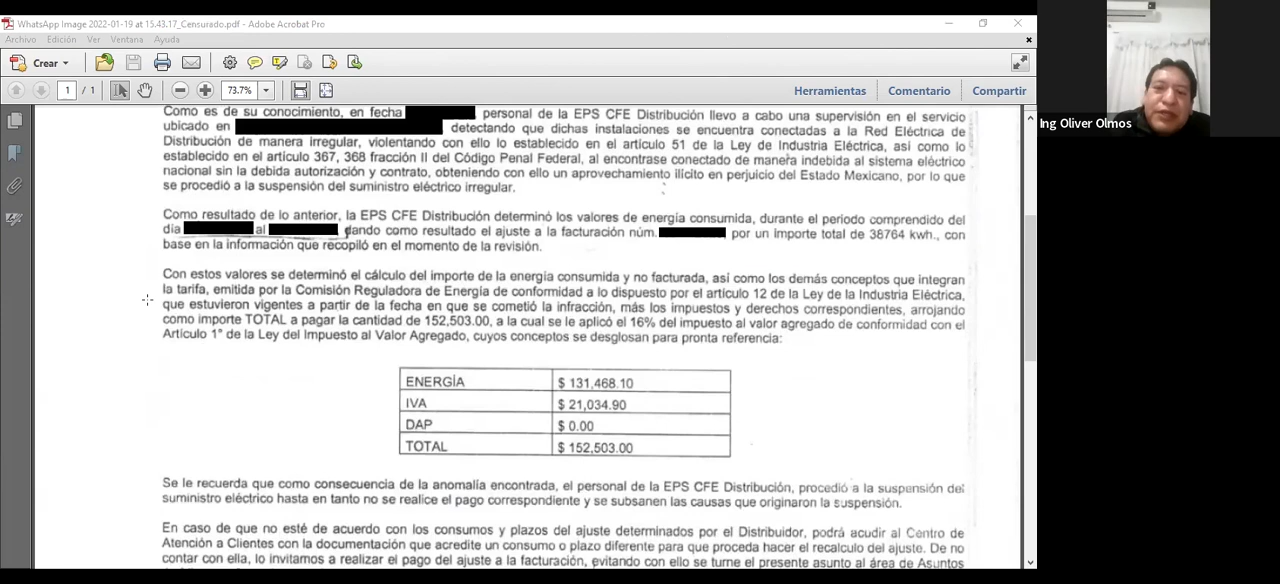 WhatsApp Image 2022-01-19 at 15.43.17_Censurado.pdf - Adobe Acrobat Pro
Archivo Edición Ver Ventana Ayuda
Crear
1 / 1 73.7% Herramientas Comentario Compartir
Ing Oliver Olmos
Como es de su conocimiento, en fecha personal de la EPS CFE Distribución llevo a cabo una supervisión en el servicio
ubicado en detectando que dichas instalaciones se encuentra conectadas a la Red Eléctrica de
Distribución de manera irregular, violentando con ello lo establecido en el artículo 51 de la Ley de Industria Eléctrica, así como lo
establecido en el artículo 367, 368 fracción II del Código Penal Federal, al encontrase conectado de manera indebida al sistema eléctrico
nacional sin la debida autorización y contrato, obteniendo con ello un aprovechamiento ilícito en perjuicio del Estado Mexicano, por lo que
se procedió a la suspensión del suministro eléctrico irregular.
Como resultado de lo anterior, la EPS CFE Distribución determinó los valores de energía consumida, durante el periodo comprendido del
día al dando como resultado el ajuste a la facturación núm. por un importe total de 38764 kwh., con
base en la información que recopiló en el momento de la revisión.
Con estos valores se determinó el cálculo del importe de la energía consumida y no facturada, así como los demás conceptos que integran
la tarifa, emitida por la Comisión Reguladora de Energía de conformidad a lo dispuesto por el artículo 12 de la Ley de la Industria Eléctrica,
que estuvieron vigentes a partir de la fecha en que se cometió la infracción, más los impuestos y derechos correspondientes, arrojando
como importe TOTAL a pagar la cantidad de 152,503.00, a la cual se le aplicó el 16% del impuesto al valor agregado de conformidad con el
Artículo 1° de la Ley del Impuesto al Valor Agregado, cuyos conceptos se desglosan para pronta referencia:
ENERGÍA $ 131,468.10
IVA $ 21,034.90
DAP $ 0.00
TOTAL $ 152,503.00
Se le recuerda que como consecuencia de la anomalía encontrada, el personal de la EPS CFE Distribución, procedió a la suspensión del
suministro eléctrico hasta en tanto no se realice el pago correspondiente y se subsanen las causas que originaron la suspensión.
En caso de que no esté de acuerdo con los consumos y plazos del ajuste determinados por el Distribuidor, podrá acudir al Centro de
Atención a Clientes con la documentación que acredite un consumo o plazo diferente para que proceda hacer el recalculo del ajuste. De no
contar con ella, lo invitamos a realizar el pago del ajuste a la facturación, evitando con ello se turne el presente asunto al área de Asuntos